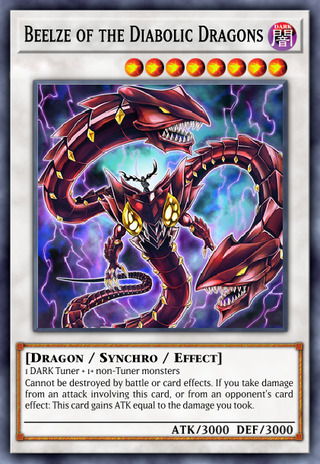 BEELZE OF THE DIABOLIC DRAGONS
DARK
闇
[DRAGON / SYNCHRO / EFFECT]
1 DARK Tuner + 1+ non-Tuner monsters
Cannot be destroyed by battle or card effects. If you take damage
from an attack involving this card, or from an opponent's card
effect: This card gains ATK equal to the damage you took.
ATK/3000 DEF/3000